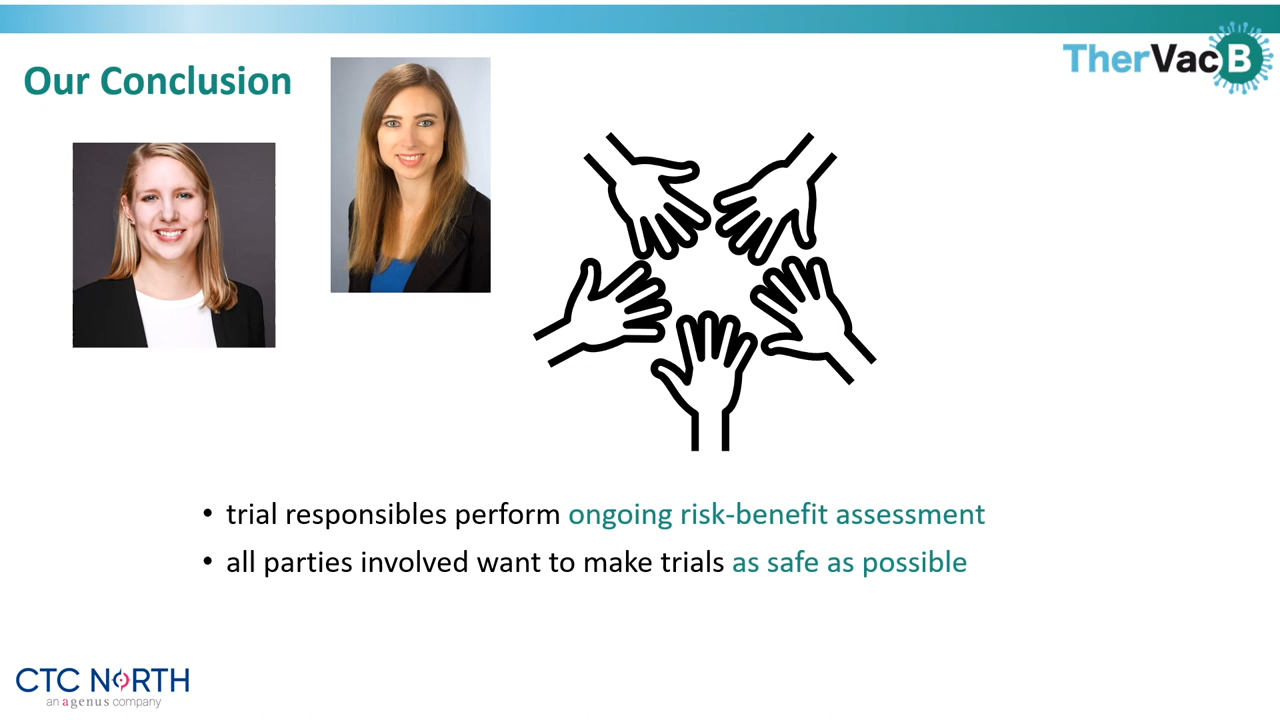 Our Conclusion
TherVacB
• trial responsibles perform ongoing risk-benefit assessment
• all parties involved want to make trials as safe as possible
CTC NORTH
an agenus company